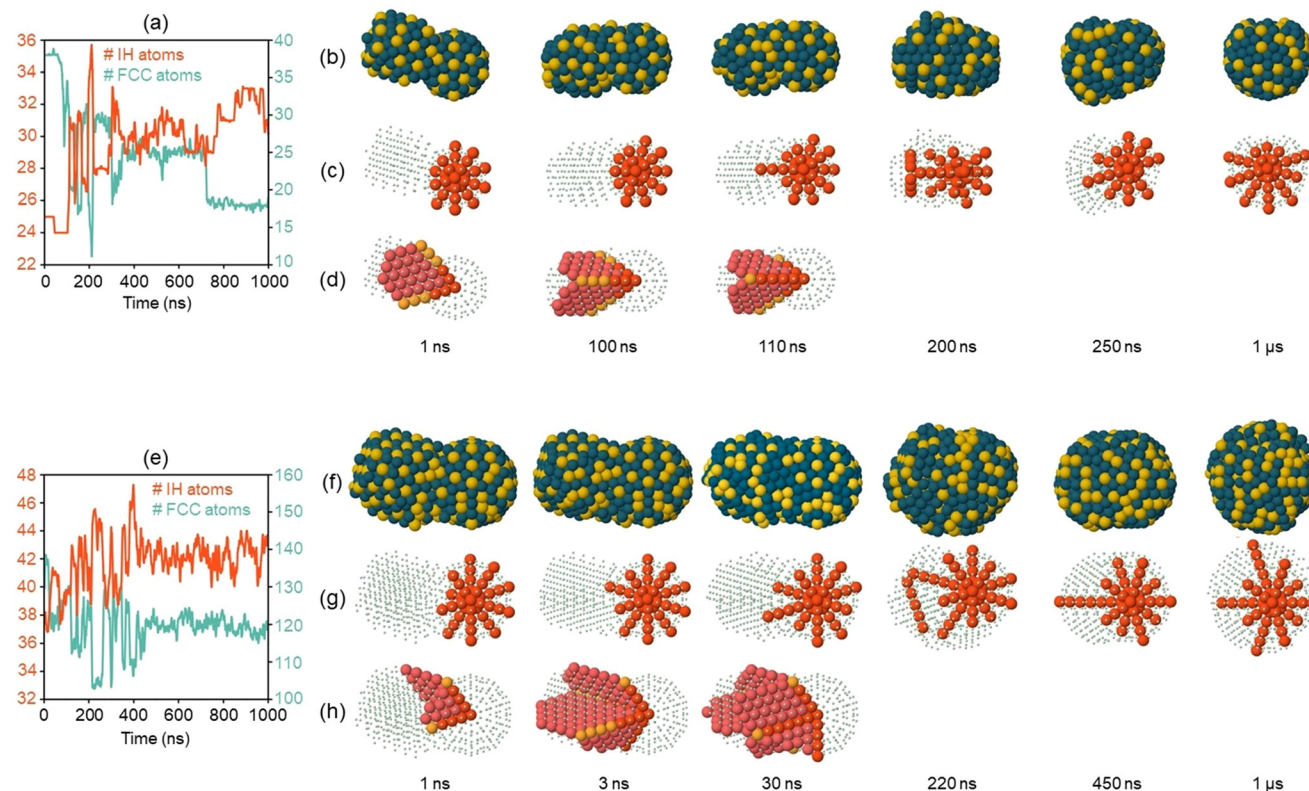 (a)
# IH atoms
# FCC atoms
36
34
32
30
28
26
24
22
40
35
30
25
20
15
10
0 200 400 600 800 1000
Time (ns)
(b)
(c)
(d)
1 ns 100 ns 110 ns 200 ns 250 ns 1 µs
(e)
# IH atoms
# FCC atoms
48
46
44
42
40
38
36
34
32
160
150
140
130
120
110
100
0 200 400 600 800 1000
Time (ns)
(f)
(g)
(h)
1 ns 3 ns 30 ns 220 ns 450 ns 1 µs